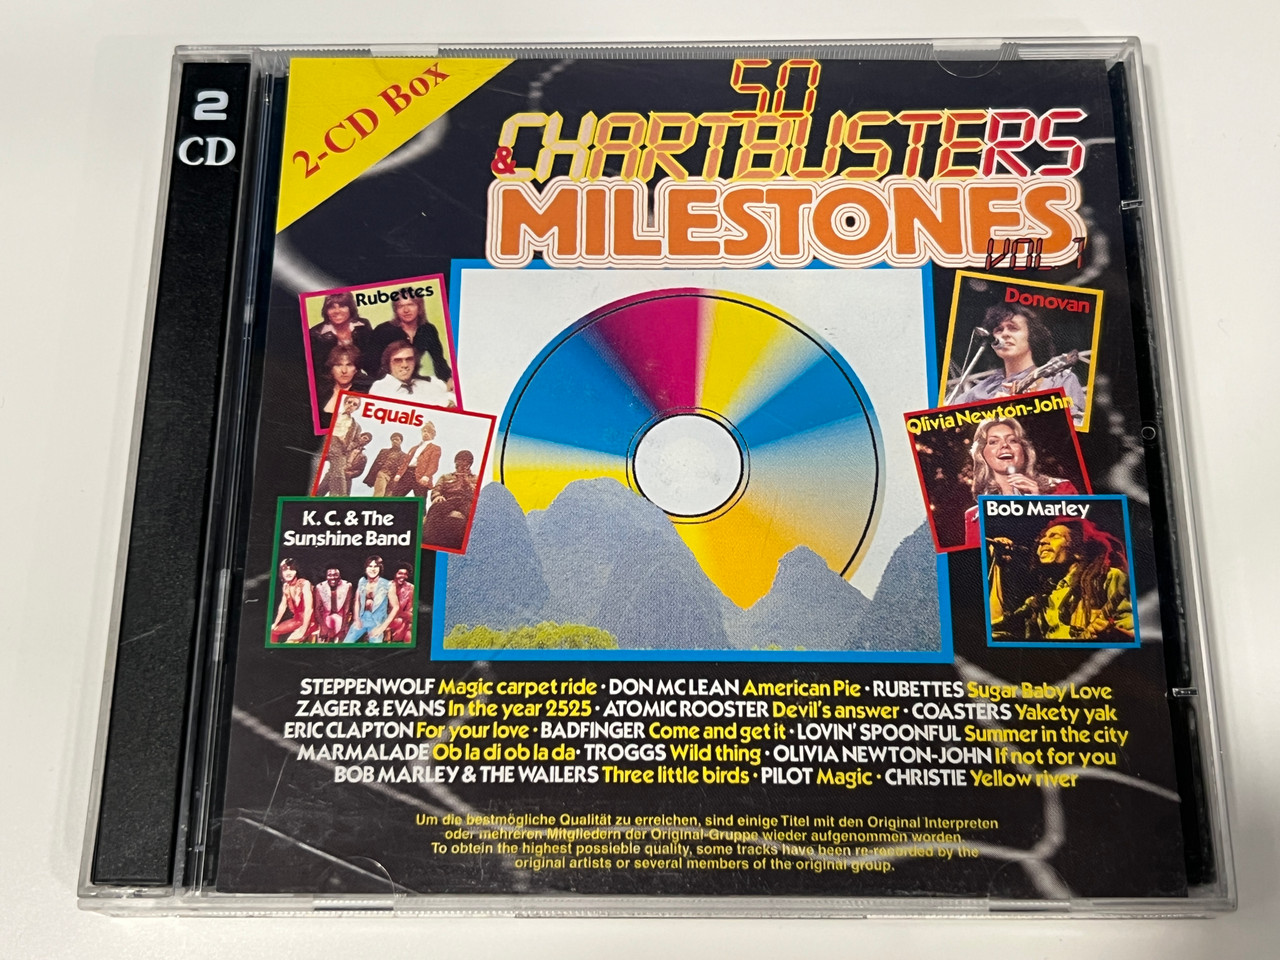 2
CD
2-CD Box
50
& CHARTBUSTERS
MILESTONES
VOL. 1
Rubettes
Equals
K. C. & The
Sunshine Band
Donovan
Olivia Newton-John
Bob Marley
STEPPENWOLF Magic carpet ride · DON MC LEAN American Pie · RUBETTES Sugar Baby Love
ZAGER & EVANS In the year 2525 · ATOMIC ROOSTER Devil's answer · COASTERS Yakety yak
ERIC CLAPTON For your love · BADFINGER Come and get it · LOVIN' SPOONFUL Summer in the city
MARMALADE Ob la di ob la da · TROGGS Wild thing · OLIVIA NEWTON-JOHN If not for you
BOB MARLEY & THE WAILERS Three little birds · PILOT Magic · CHRISTIE Yellow river
Um die bestmögliche Qualität zu erreichen, sind einige Titel mit den Original Interpreten
oder mehreren Mitgliedern der Original-Gruppe wieder aufgenommen worden.
To obtain the highest possieble quality, some tracks have been re-recorded by the
original artists or several members of the original group.